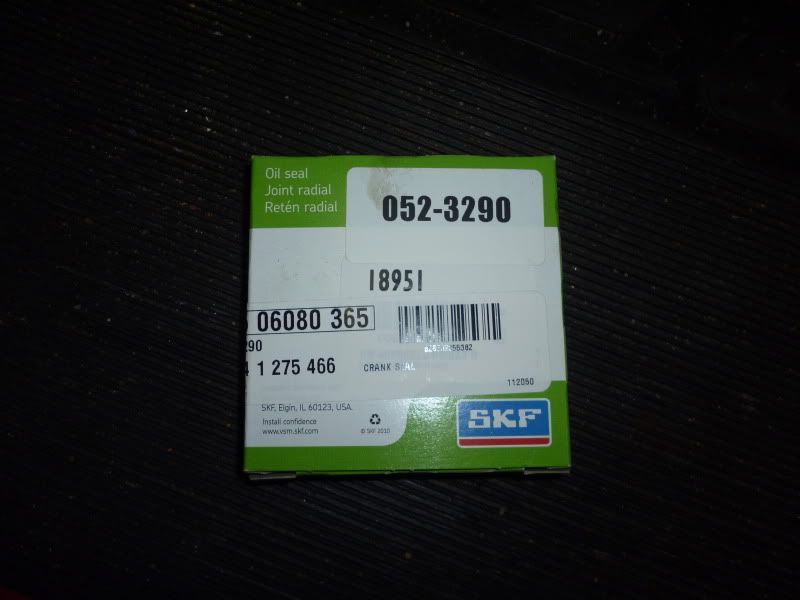 Oil seal
Joint radial
Retén radial
052-3290
18951
06080 365
290
1 275 466
CRANK SEAL
112050
SKF, Elgin, IL 60123, USA.
Install confidence
www.vsm.skf.com
© SKF 2010
SKF